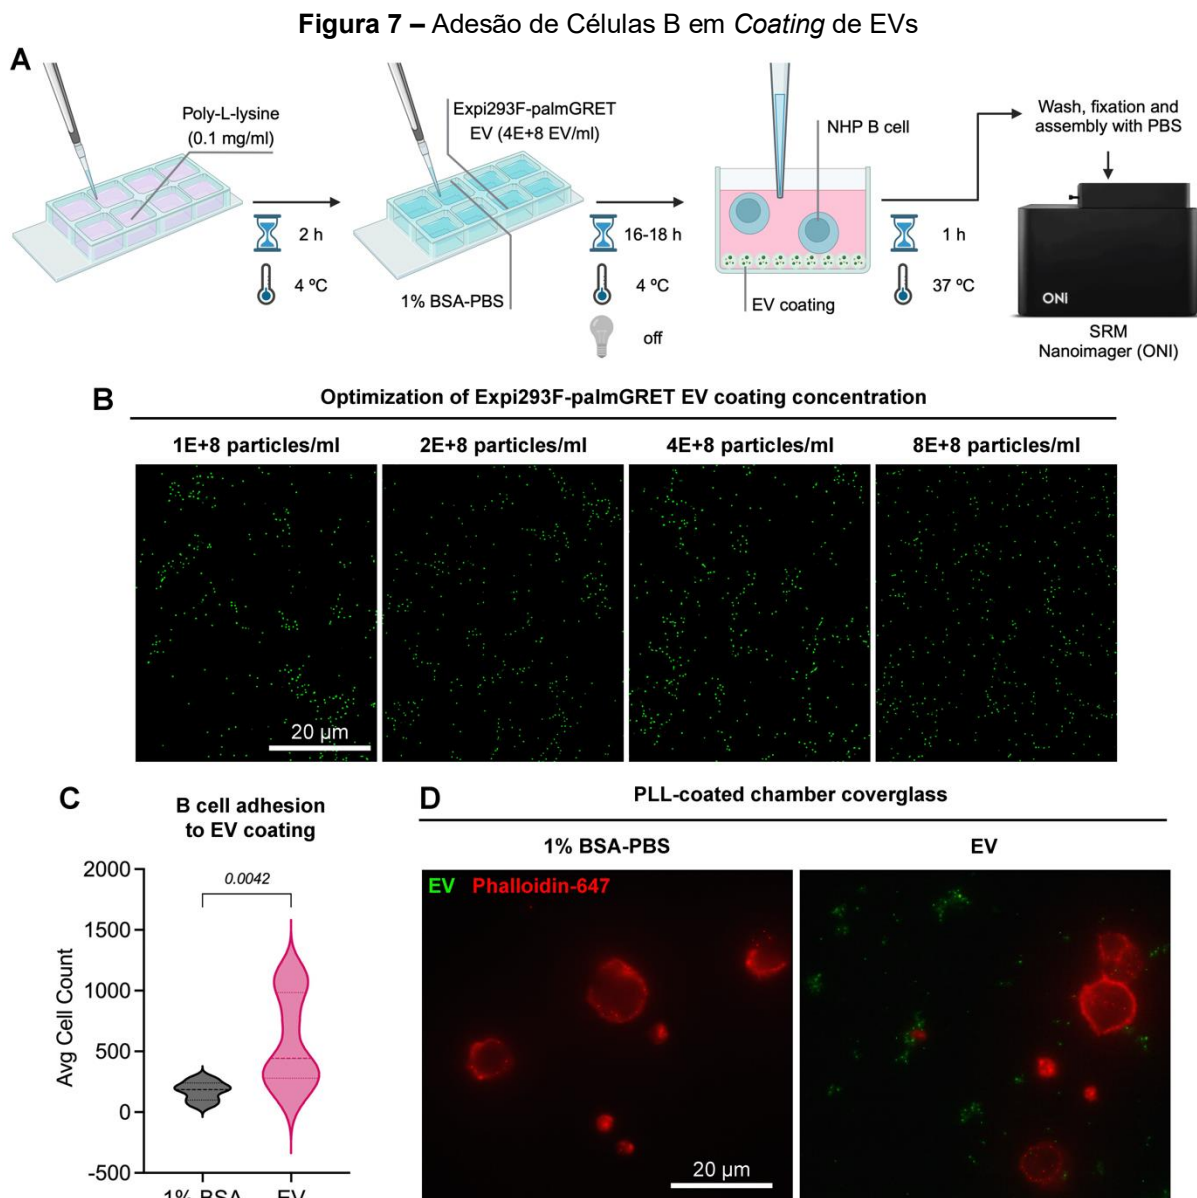 Figura 7 – Adesão de Células B em Coating de EVs
A
Poly-L-lysine
(0.1 mg/ml)
2 h
4 ºC
Expi293F-palmGRET
EV (4E+8 EV/ml)
1% BSA-PBS
16-18 h
4 ºC
off
NHP B cell
EV coating
1 h
37 ºC
Wash, fixation and
assembly with PBS
ONi
SRM
Nanoimager (ONI)
B
Optimization of Expi293F-palmGRET EV coating concentration
1E+8 particles/ml
2E+8 particles/ml
4E+8 particles/ml
8E+8 particles/ml
20 µm
C
B cell adhesion
to EV coating
Avg Cell Count
2000
1500
1000
500
0
-500
0.0042
1% BSA
EV
D
PLL-coated chamber coverglass
1% BSA-PBS
EV
EV Phalloidin-647
20 µm